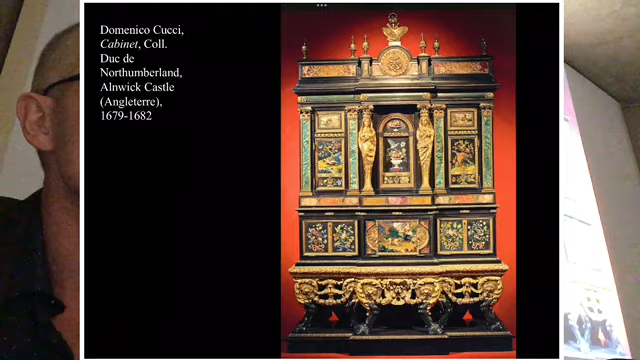 Domenico Cucci,
Cabinet, Coll.
Duc de
Northumberland,
Alnwick Castle
(Angleterre),
1679-1682